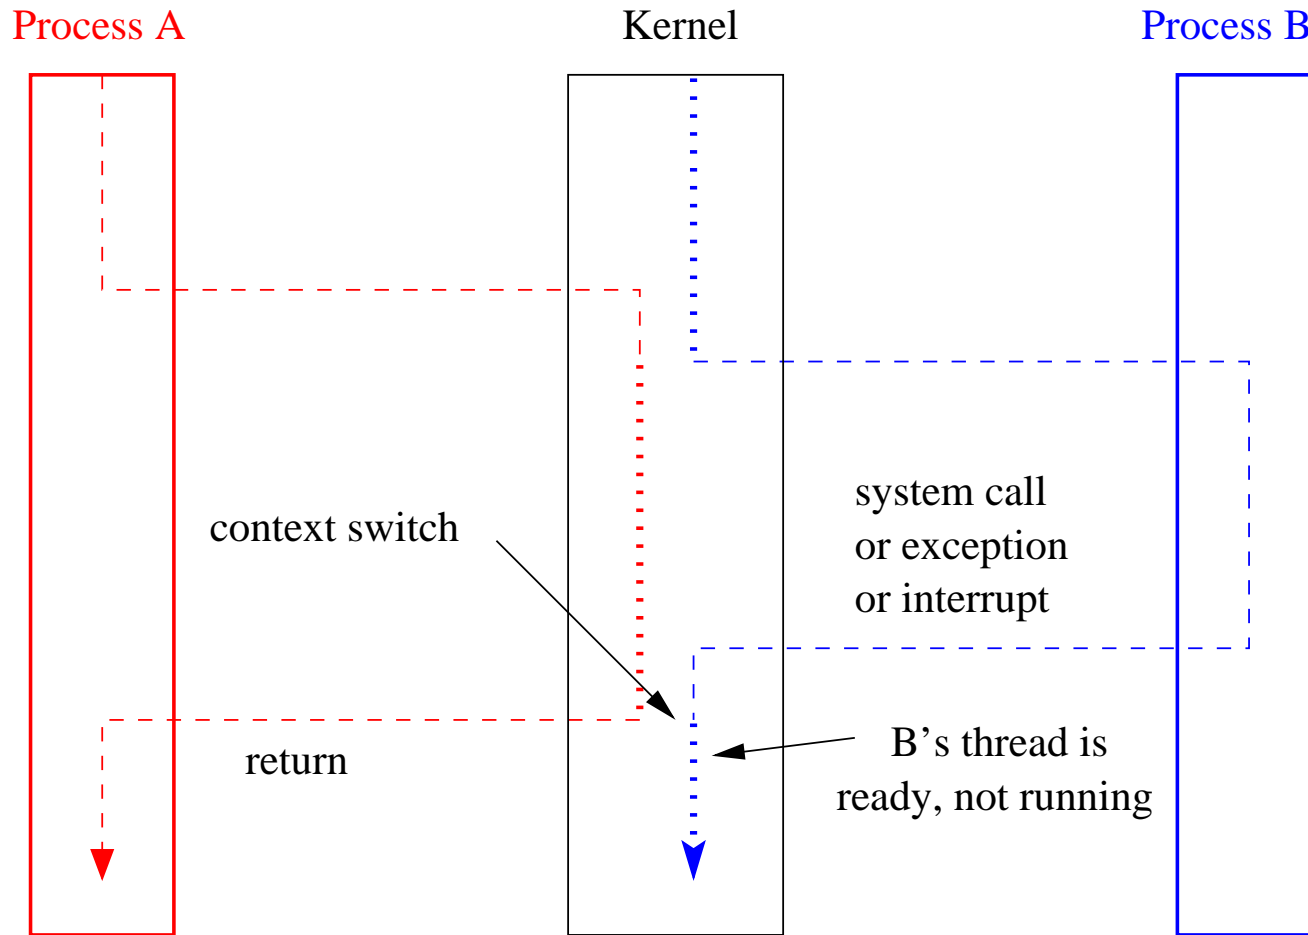 Process A
Kernel
Process B
context switch
system call
or exception
or interrupt
return
B’s thread is
ready, not running